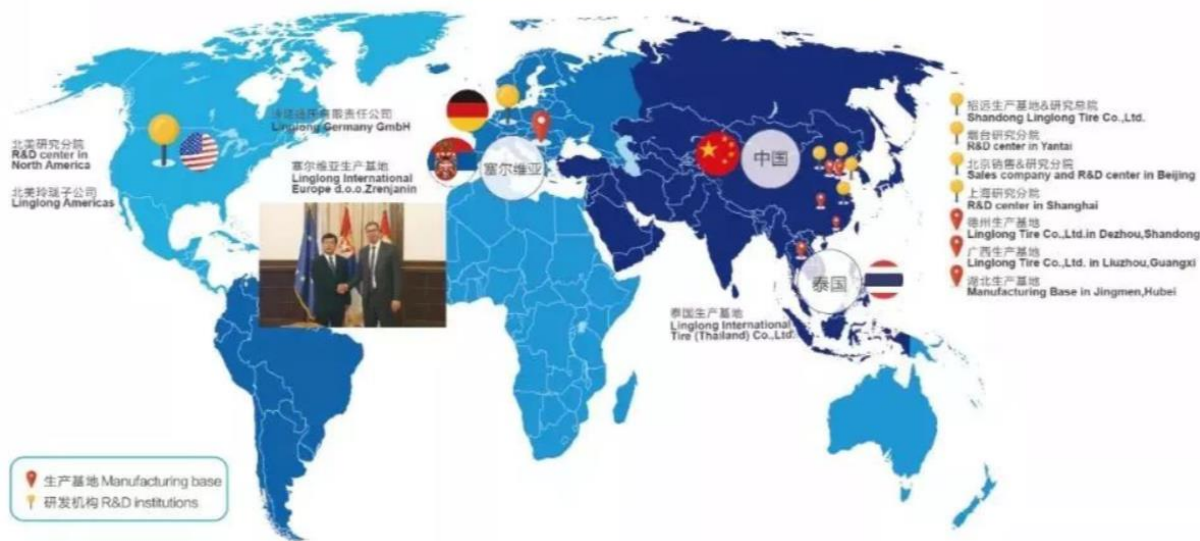 北美研究分院
R&D center in
North America
北美玲珑子公司
Linglong Americas
Linglong Germany GmbH
塞尔维亚生产基地
Linglong International
Europe d.o.o.Zrenjanin
塞尔维亚
中国
泰国
泰国生产基地
Linglong International
Tire (Thailand) Co.,Ltd.
招远生产基地&研究总院
Shandong Linglong Tire Co.,Ltd.
烟台研究分院
R&D center in Yantai
北京销售&研究分院
Sales company and R&D center in Beijing
上海研究分院
R&D center in Shanghai
德州生产基地
Linglong Tire Co.,Ltd.in Dezhou,Shandong
广西生产基地
Linglong Tire Co.,Ltd. in Liuzhou,Guangxi
湖北生产基地
Manufacturing Base in Jingmen,Hubei
生产基地 Manufacturing base
研发机构 R&D institutions